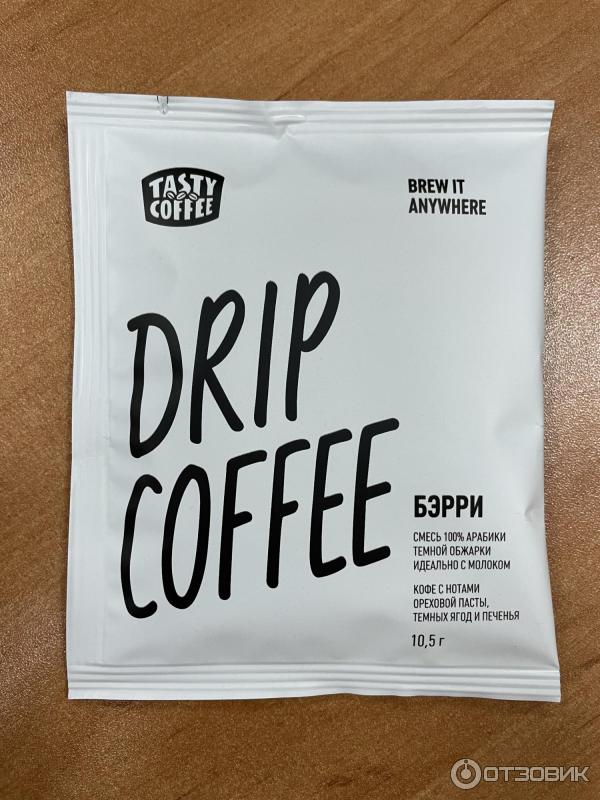 TASTY
COFFEE
BREW IT
ANYWHERE
DRIP
COFFEE
БЭРРИ
СМЕСЬ 100% АРАБИКИ
ТЕМНОЙ ОБЖАРКИ
ИДЕАЛЬНО С МОЛОКОМ
КОФЕ С НОТАМИ
ОРЕХОВОЙ ПАСТЫ,
ТЕМНЫХ ЯГОД И ПЕЧЕНЬЯ
10,5 г
ОТЗОВИК